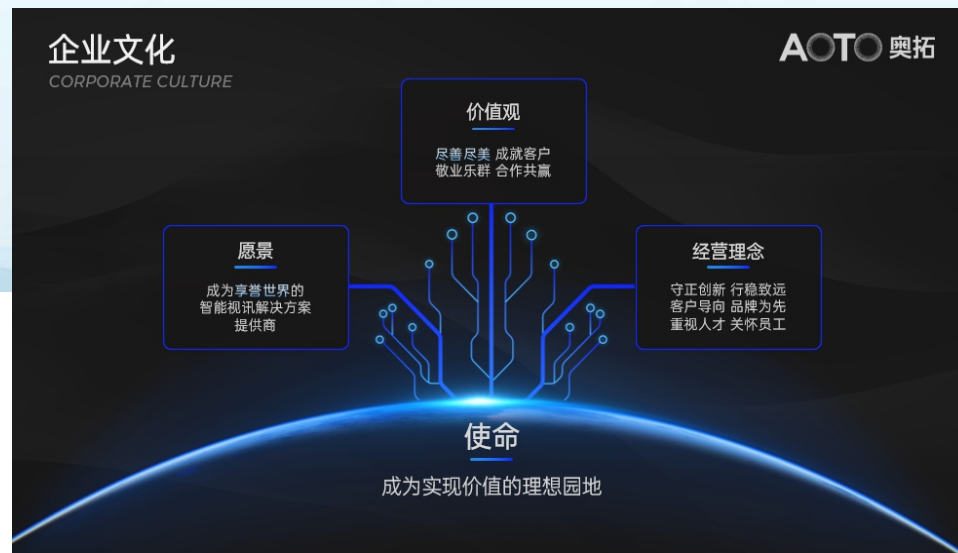 企业文化
CORPORATE CULTURE
AOTO 奥拓
价值观
尽善尽美 成就客户
敬业乐群 合作共赢
愿景
成为享誉世界的
智能视讯解决方案
提供商
经营理念
守正创新 行稳致远
客户导向 品牌为先
重视人才 关怀员工
使命
成为实现价值的理想园地